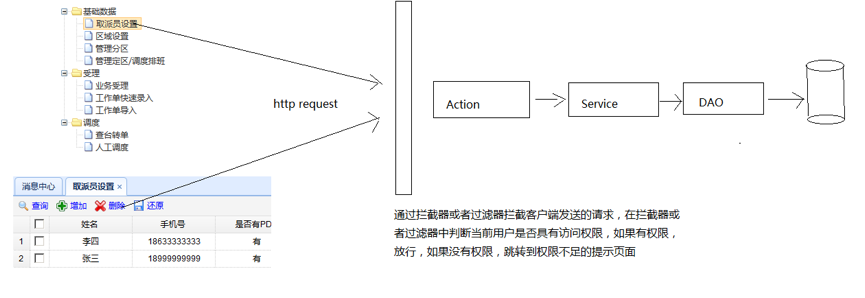 基础数据
取派员设置
区域设置
管理分区
管理定区/调度排班
受理
业务受理
工作单快速录入
工作单导入
调度
查台转单
人工调度
http request
Action
Service
DAO
消息中心 取派员设置 ×
查询 增加 删除 还原
姓名 手机号 是否有PD
1 李四 18633333333 有
2 张三 18999999999 有
通过拦截器或者过滤器拦截客户端发送的请求，在拦截器或
者过滤器中判断当前用户是否具有访问权限，如果有权限，
放行，如果没有权限，跳转到权限不足的提示页面